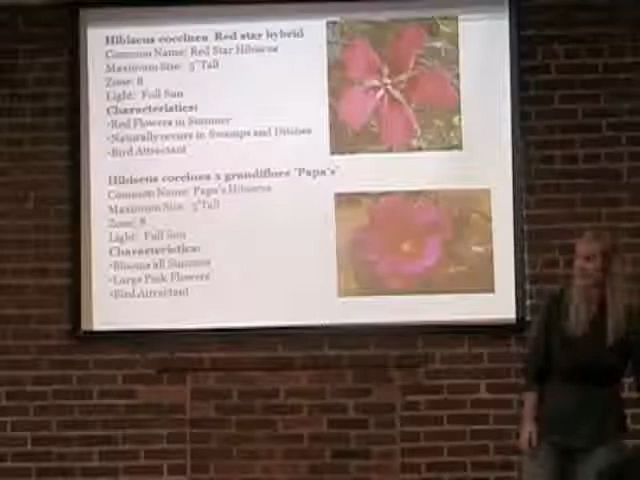 Hibiscus coccinea Red star hybrid
Common Name: Red Star Hibiscus
Maximum Size: 5' Tall
Zone: 8
Light: Full Sun
Characteristics:
•Red Flowers in Summer
•Naturally occurs in Swamps and Ditches
•Bird Attractant
Hibiscus coccinea x grandiflora 'Papa's'
Common Name: Papa's Hibiscus
Maximum Size: 5' Tall
Zone: 8
Light: Full Sun
Characteristics:
•Blooms all Summer
•Large Pink Flowers
•Bird Attractant